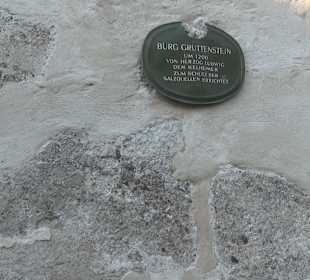 BURG GRUTTENSTEIN
UM 1200
VON HERZOG LUDWIG
DEM KELHEIMER
ZUM SCHUTZ DER
SALZQUELLEN ERRICHTET